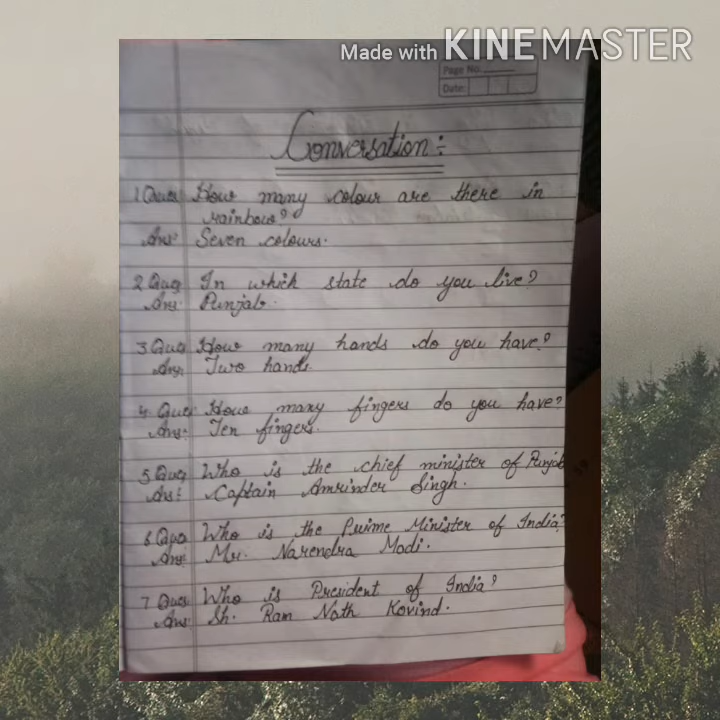 Made with KINEMASTER
Page No.
Date:
Conversation :-
1 Ques How many colour are there in
rainbow?
Ans: Seven colours.
2 Ques In which state do you live?
Ans: Punjab.
3 Ques How many hands do you have?
Ans: Two hands.
4 Ques How many fingers do you have?
Ans: Ten fingers.
5 Ques Who is the chief minister of Punjab
Ans: Captain Amrinder Singh.
6 Ques Who is the Prime Minister of India?
Ans: Mr. Narendra Modi.
7 Ques Who is President of India?
Ans: Sh. Ram Nath Kovind.